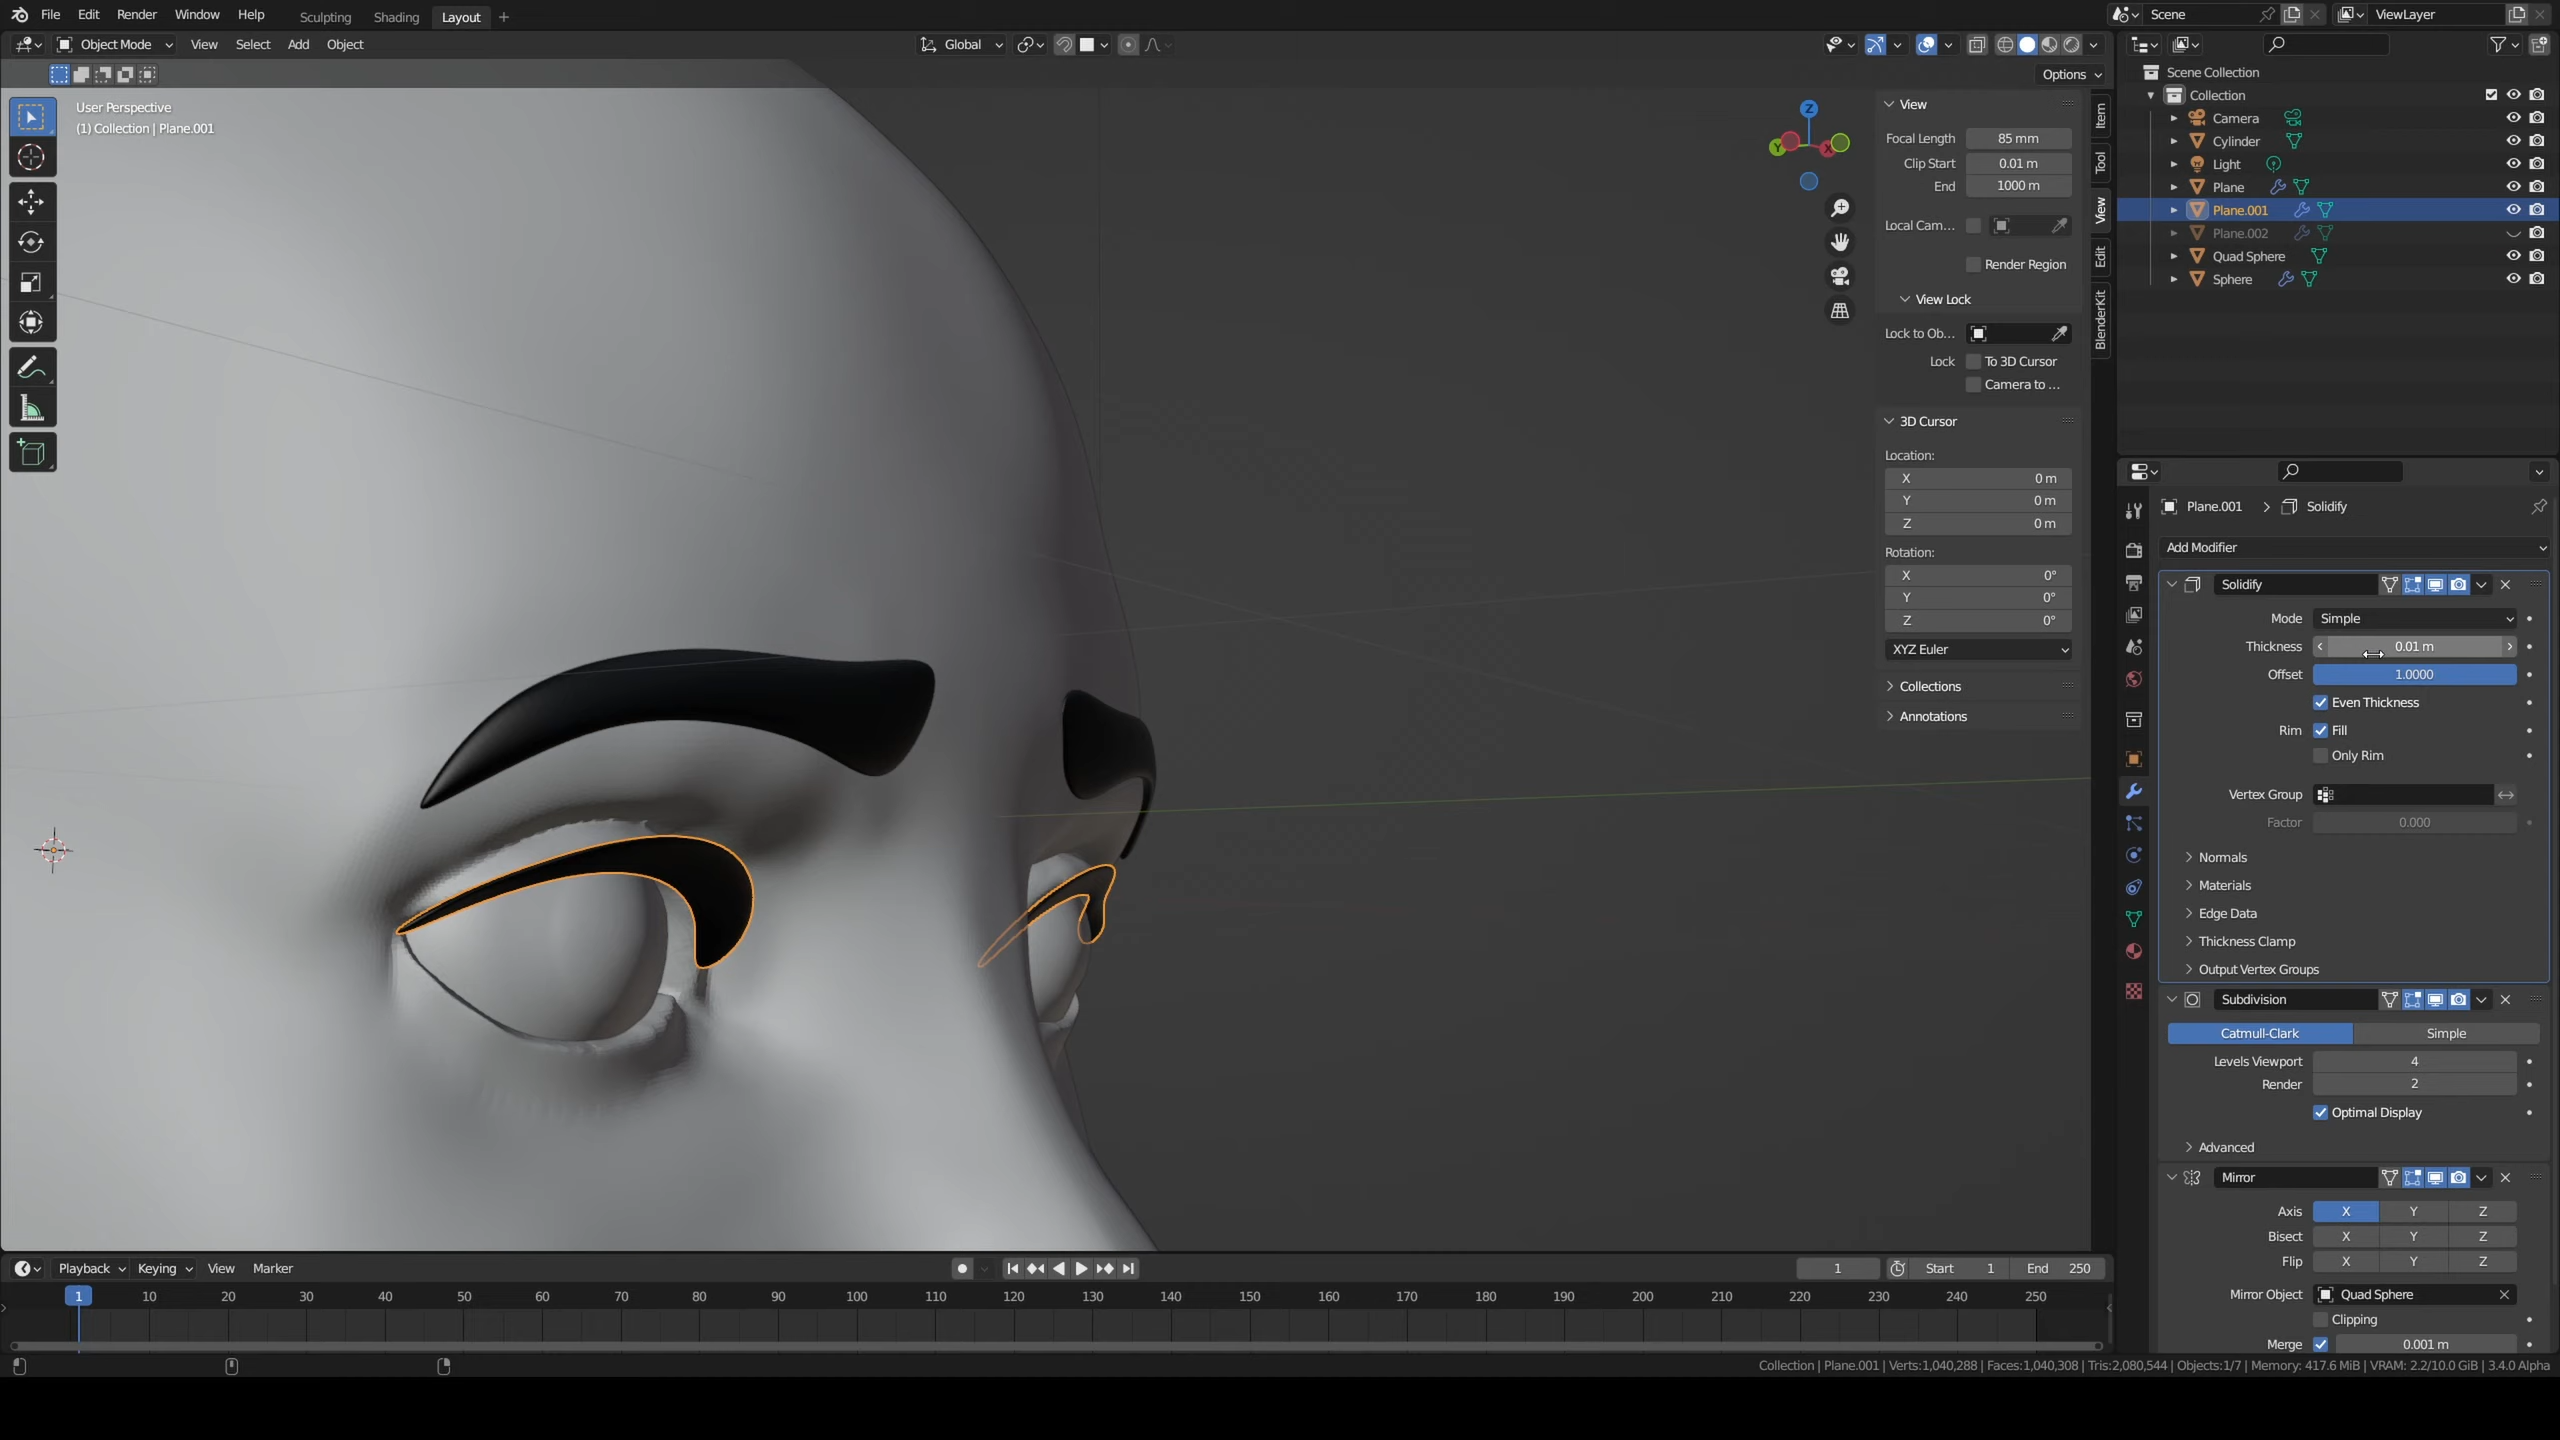 File Edit Render Window Help Sculpting Shading Layout + Scene ViewLayer
Object Mode View Select Add Object Global
Options
User Perspective
(1) Collection | Plane.001
Z
Y
X
View
Focal Length 85 mm
Clip Start 0.01 m
End 1000 m
Local Cam...
Render Region
View Lock
Lock to Ob...
Lock To 3D Cursor
Camera to ...
3D Cursor
Location:
X 0 m
Y 0 m
Z 0 m
Rotation:
X 0°
Y 0°
Z 0°
XYZ Euler
Collections
Annotations
Item
Tool
View
Edit
BlenderKit
Scene Collection
Collection
Camera
Cylinder
Light
Plane
Plane.001
Plane.002
Quad Sphere
Sphere
Plane.001 > Solidify
Add Modifier
Solidify
Mode Simple
Thickness 0.01 m
Offset 1.0000
Even Thickness
Rim Fill
Only Rim
Vertex Group
Factor 0.000
Normals
Materials
Edge Data
Thickness Clamp
Output Vertex Groups
Subdivision
Catmull-Clark Simple
Levels Viewport 4
Render 2
Optimal Display
Advanced
Mirror
Axis X Y Z
Bisect X Y Z
Flip X Y Z
Mirror Object Quad Sphere
Clipping
Merge 0.001 m
Playback Keying View Marker 1 Start 1 End 250
1 10 20 30 40 50 60 70 80 90 100 110 120 130 140 150 160 170 180 190 200 210 220 230 240 250
Collection | Plane.001 | Verts:1,040,288 | Faces:1,040,308 | Tris:2,080,544 | Objects:1/7 | Memory: 417.6 MiB | VRAM: 2.2/10.0 GiB | 3.4.0 Alpha